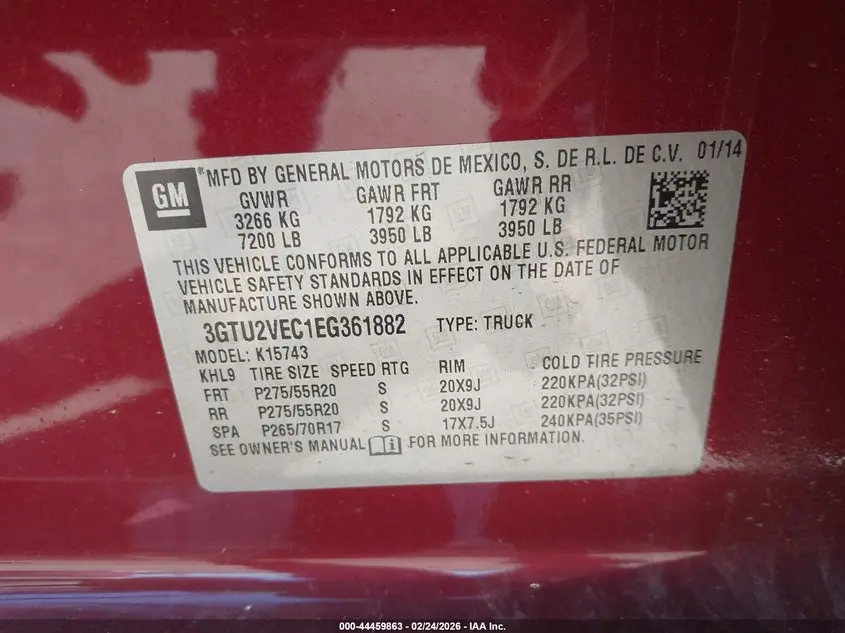 GM ® MFD BY GENERAL MOTORS DE MEXICO, S. DE R.L. DE C.V. 01/14
GVWR GAWR FRT GAWR RR
3266 KG 1792 KG 1792 KG
7200 LB 3950 LB 3950 LB
THIS VEHICLE CONFORMS TO ALL APPLICABLE U.S. FEDERAL MOTOR
VEHICLE SAFETY STANDARDS IN EFFECT ON THE DATE OF
MANUFACTURE SHOWN ABOVE.
3GTU2VEC1EG361882 TYPE: TRUCK
MODEL: K15743
KHL9 TIRE SIZE SPEED RTG RIM COLD TIRE PRESSURE
FRT P275/55R20 S 20X9J 220KPA(32PSI)
RR P275/55R20 S 20X9J 220KPA(32PSI)
SPA P265/70R17 S 17X7.5J 240KPA(35PSI)
SEE OWNER'S MANUAL FOR MORE INFORMATION.
000-44459863 - 02/24/2026 - IAA Inc.